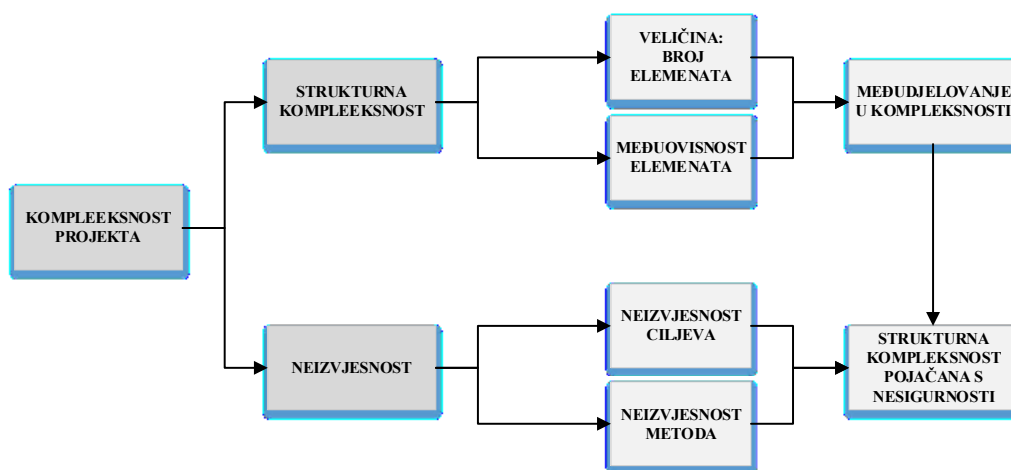 VELIČINA:
BROJ
ELEMENATA
STRUKTURNA
KOMPLEEKSNOST
MEĐUDJELOVANJE
U KOMPLEKSNOSTI
MEĐUOVISNOST
ELEMENATA
KOMPLEEKSNOST
PROJEKTA
NEIZVJESNOST
CILJEVA
NEIZVJESNOST
STRUKTURNA
KOMPLEKSNOST
POJAČANA S
NESIGURNOSTI
NEIZVJESNOST
METODA